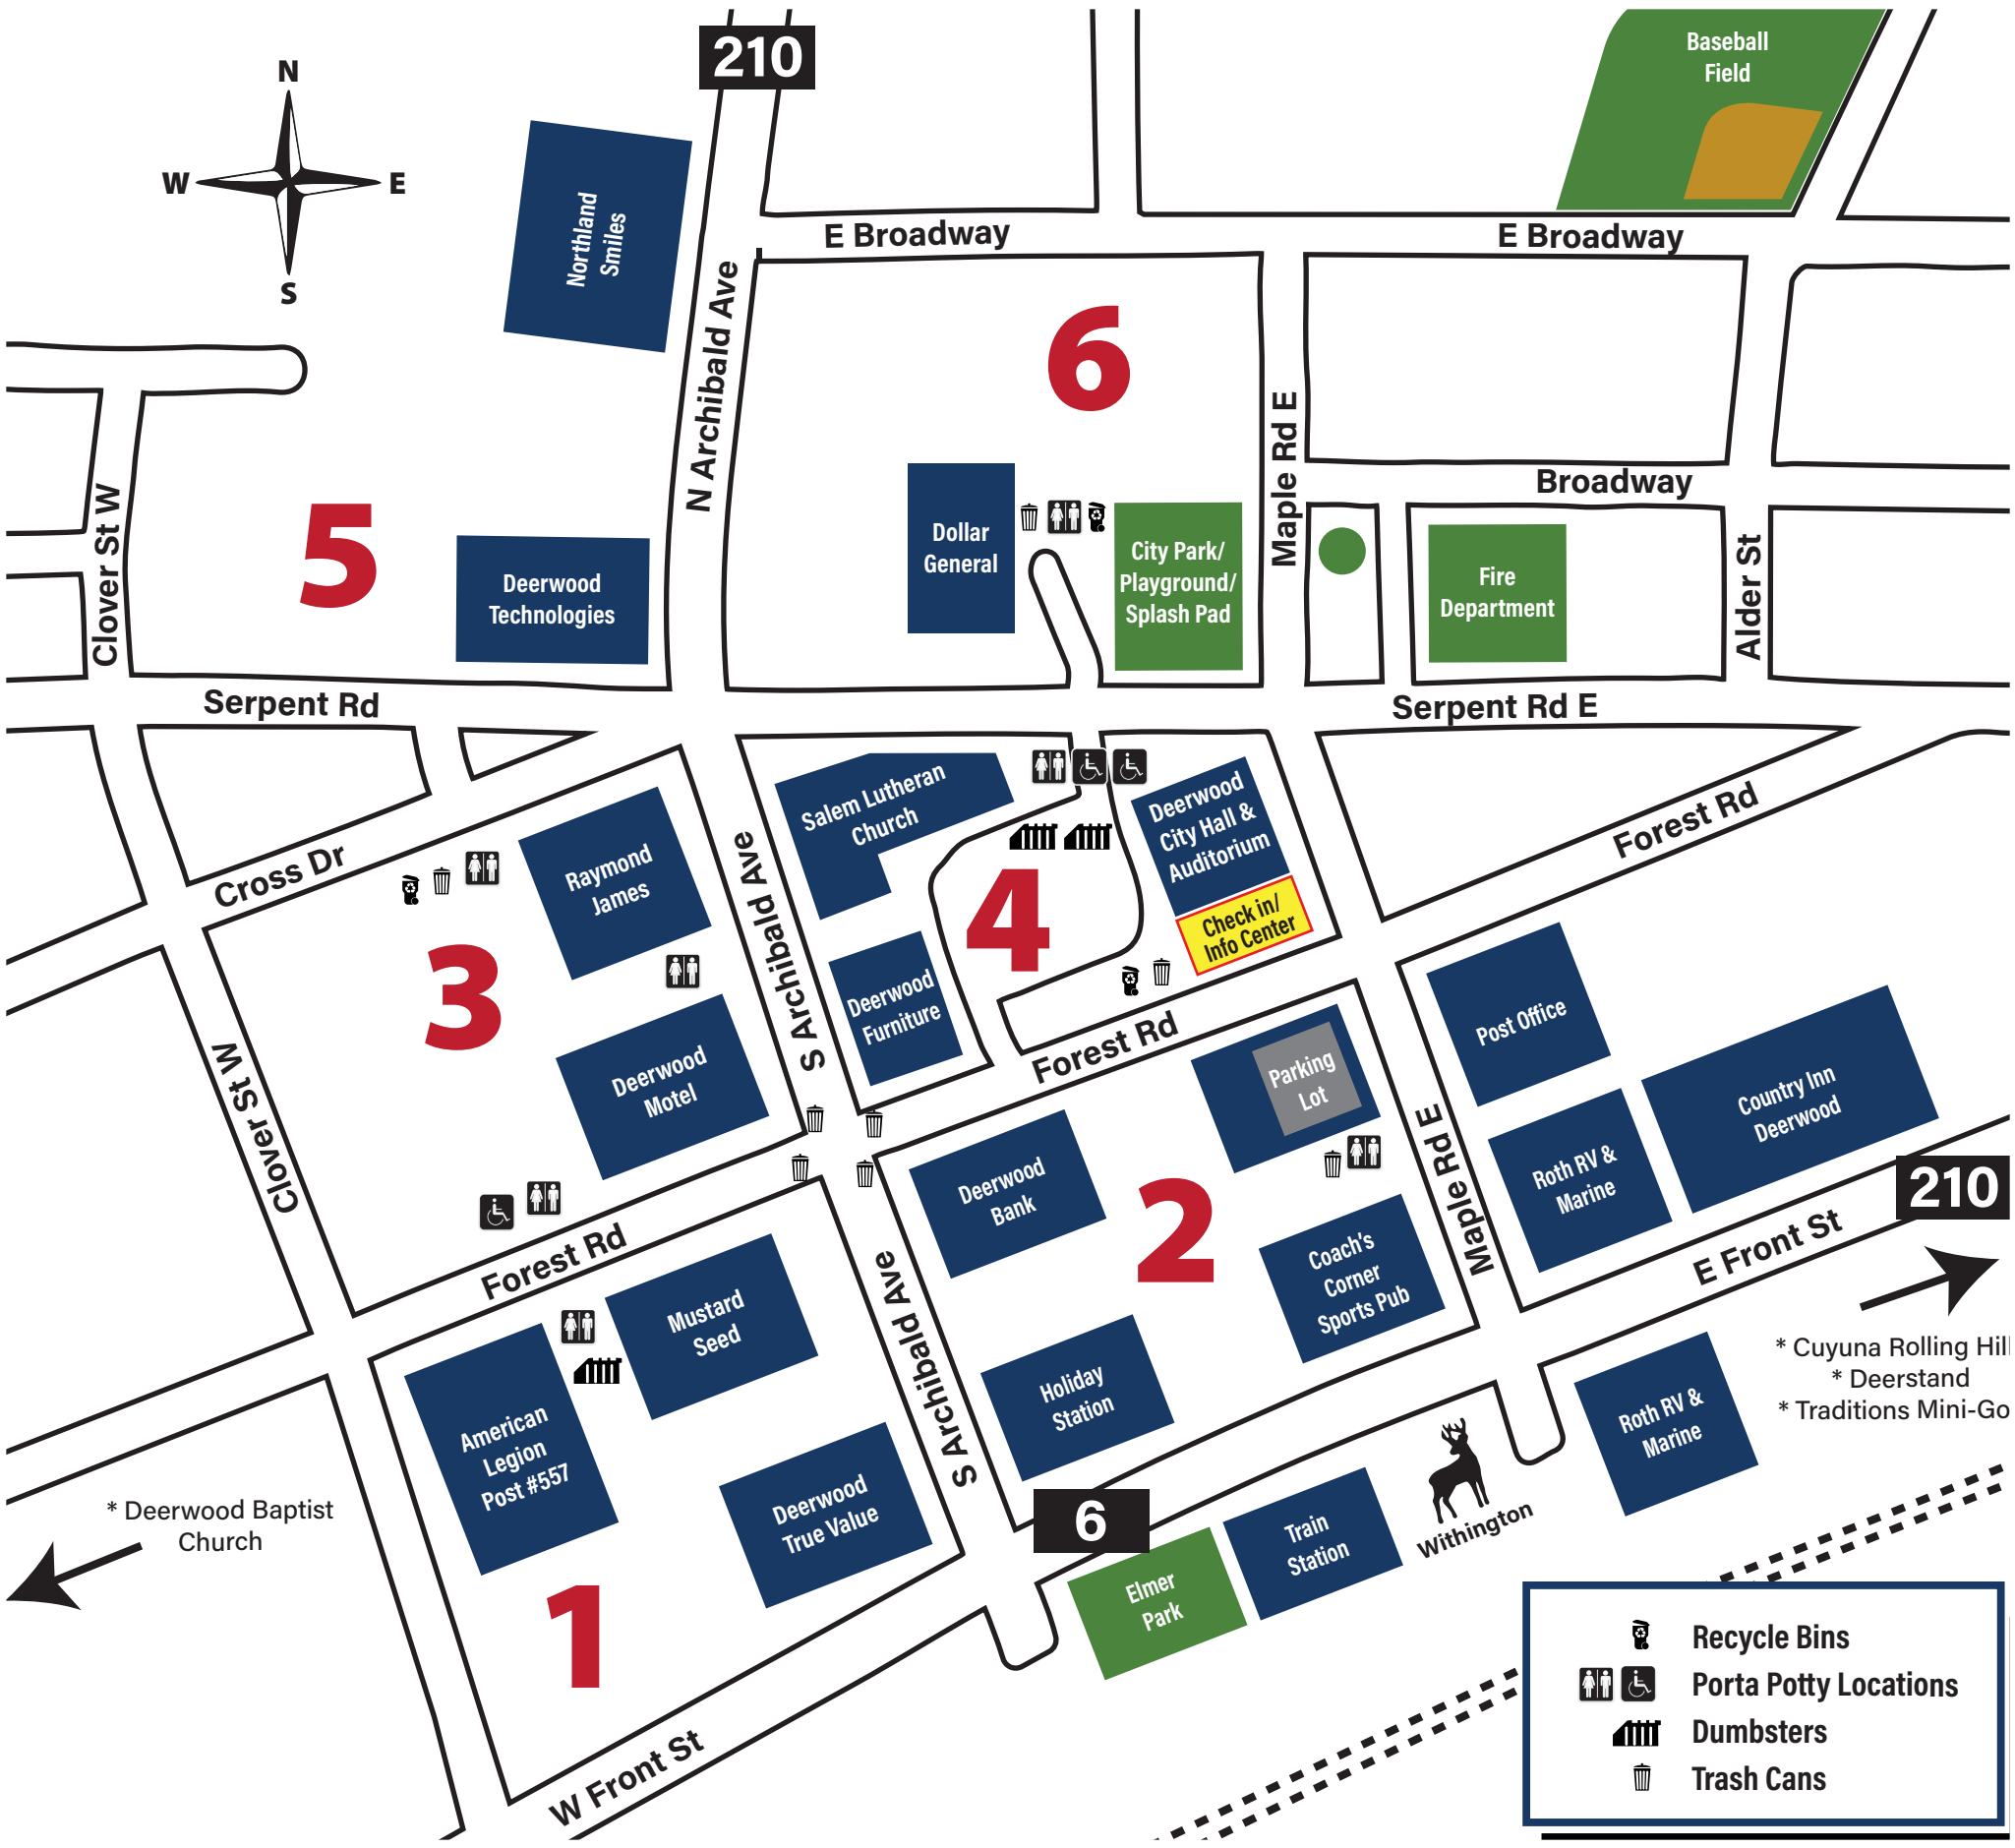 210
Baseball
Field
N
W
E
S
Northland
Smiles
E Broadway
E Broadway
N Archibald Ave
6
Maple Rd E
Broadway
Clover St W
5
Deerwood
Technologies
Dollar
General
City Park/
Playground/
Splash Pad
Fire
Department
Alder St
Serpent Rd
Serpent Rd E
Salem Lutheran
Church
Deerwood
City Hall &
Auditorium
Check in/
Info Center
Forest Rd
Cross Dr
Raymond
James
S Archibald Ave
4
3
Deerwood
Furniture
Post Office
Forest Rd
Parking
Lot
Deerwood
Motel
Clover St W
Country Inn
Deerwood
Roth RV &
Marine
Maple Rd E
Deerwood
Bank
2
210
Forest Rd
Coach's
Corner
Sports Pub
E Front St
Mustard
Seed
S Archibald Ave
Holiday
Station
American
Legion
Post #557
* Cuyuna Rolling Hil
* Deerstand
* Traditions Mini-Go
Roth RV &
Marine
Deerwood
True Value
* Deerwood Baptist
Church
6
Train
Station
Withington
Elmer
Park
1
W Front St
Recycle Bins
Porta Potty Locations
Dumbsters
Trash Cans